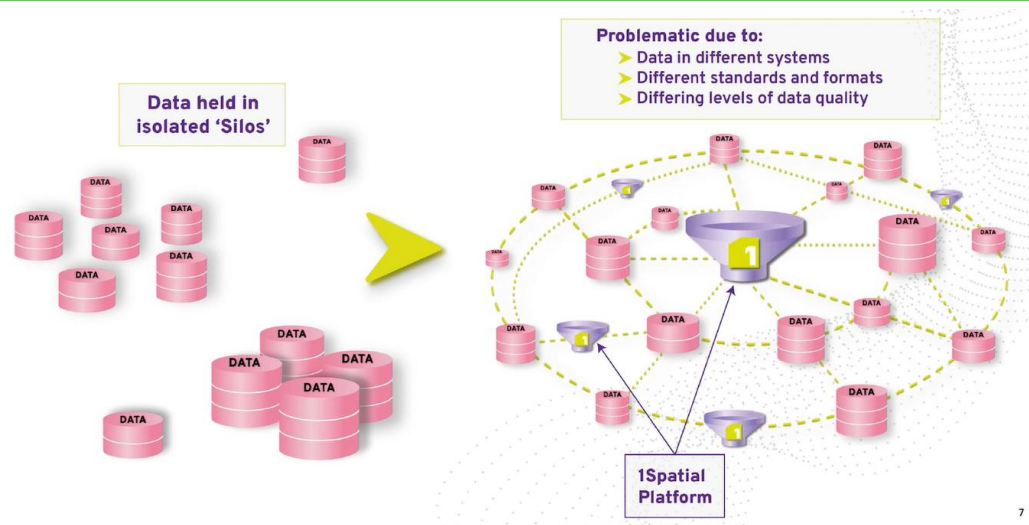 Data held in
isolated ‘Silos’
DATA
DATA
DATA
DATA
DATA
DATA
DATA
DATA
DATA
DATA
DATA
DATA
Problematic due to:
Data in different systems
Different standards and formats
Differing levels of data quality
DATA
DATA
DATA
DATA
1
1
DATA
DATA
DATA
DATA
DATA
DATA
1
DATA
DATA
DATA
DATA
1
DATA
DATA
DATA
1
1Spatial
Platform
7